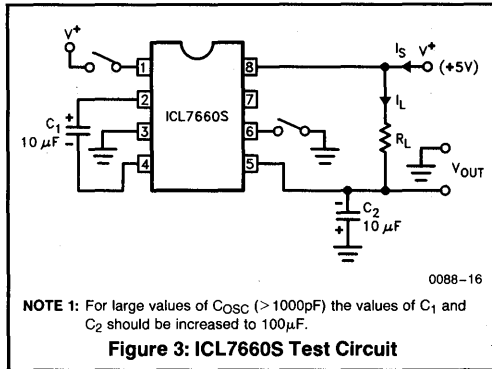 V+
IS V+
(+5V)
1
8
2
7
ICL7660S
C1
10 μF
+
-
IL
3
6
RL
4
5
VOUT
-
+
C2
10 μF
0088-16
NOTE 1: For large values of COSC (>1000pF) the values of C1 and
C2 should be increased to 100μF.
Figure 3: ICL7660S Test Circuit